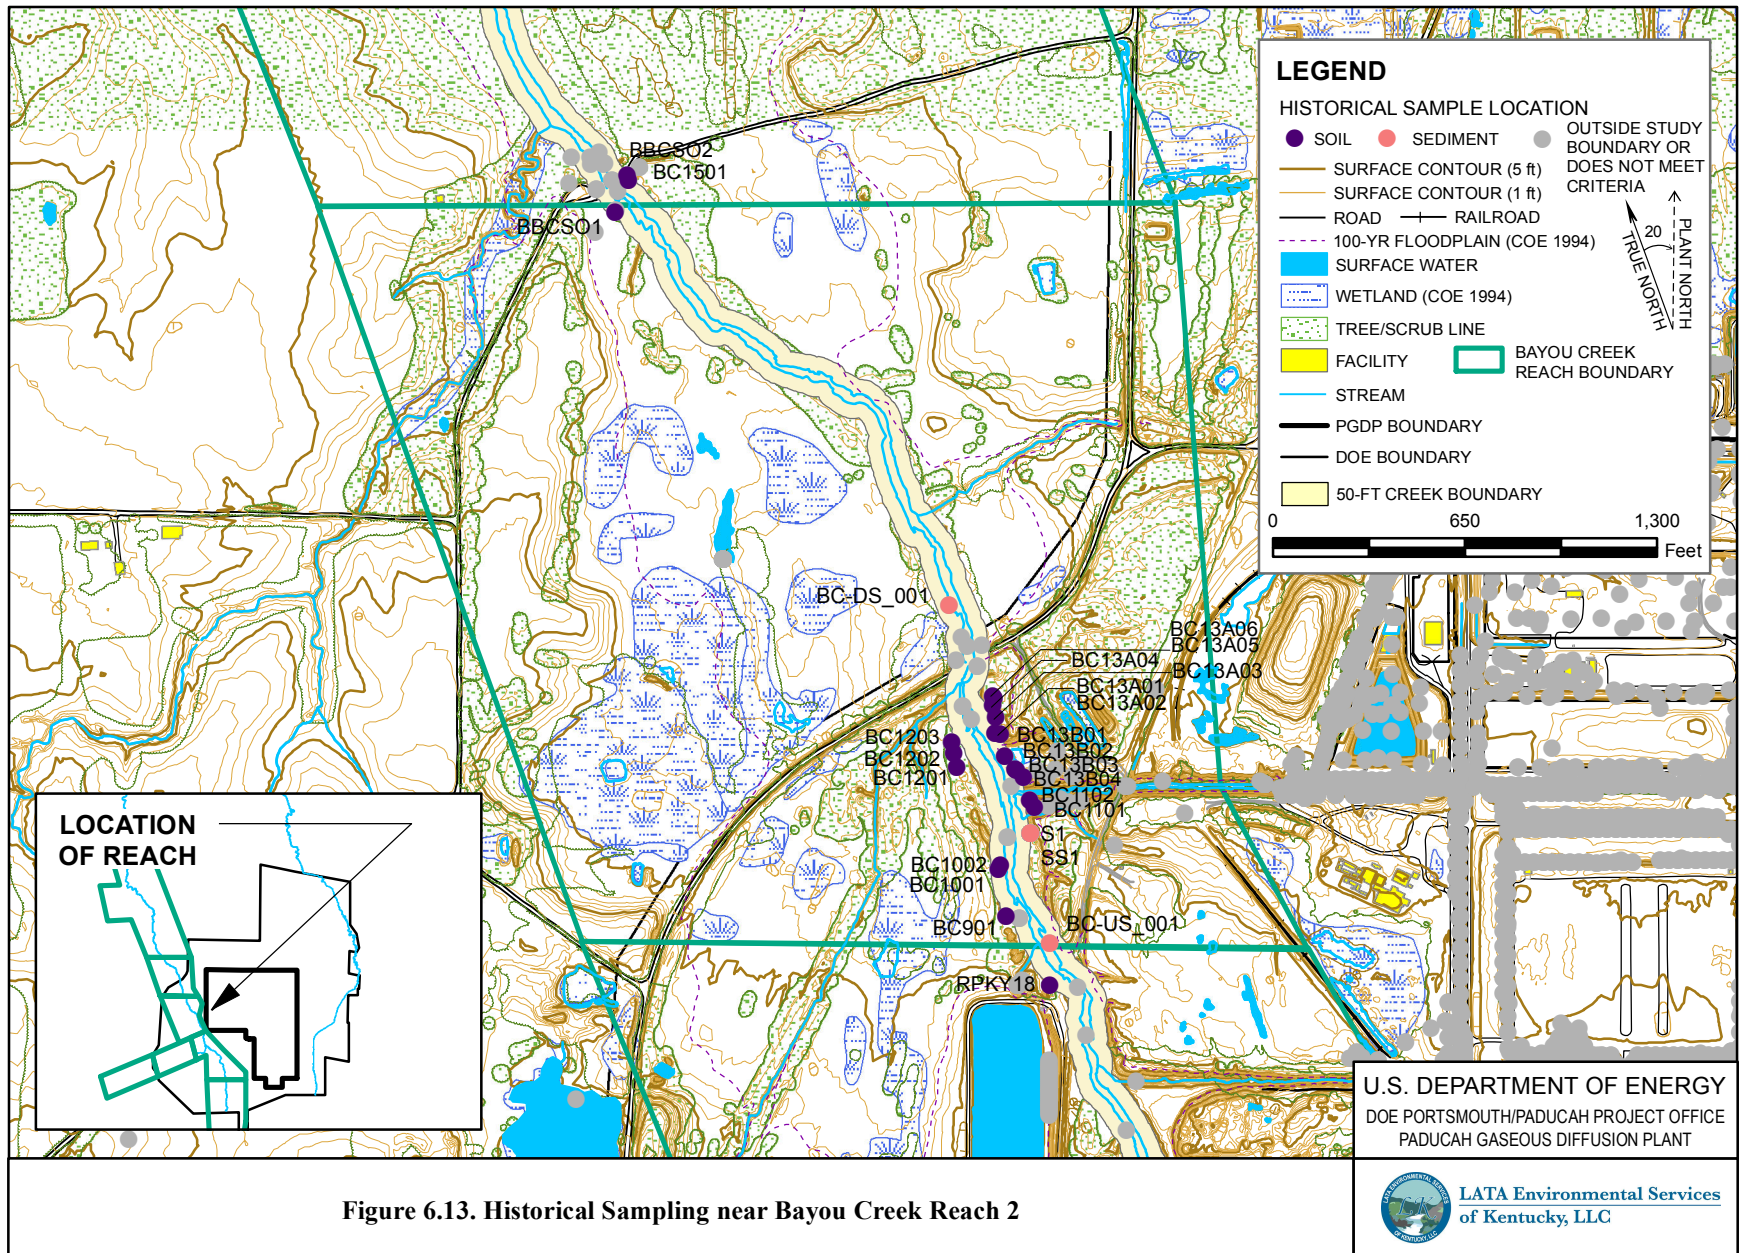 LEGEND
HISTORICAL SAMPLE LOCATION
SOIL
SEDIMENT
OUTSIDE STUDY
BOUNDARY OR
DOES NOT MEET
CRITERIA
SURFACE CONTOUR (5 ft)
SURFACE CONTOUR (1 ft)
ROAD
RAILROAD
100-YR FLOODPLAIN (COE 1994)
SURFACE WATER
WETLAND (COE 1994)
TREE/SCRUB LINE
FACILITY
BAYOU CREEK
REACH BOUNDARY
STREAM
PGDP BOUNDARY
DOE BOUNDARY
50-FT CREEK BOUNDARY
20
TRUE NORTH
PLANT NORTH
0 650 1,300
Feet
BBCSO2
BC1501
BBCSO1
BC-DS_001
BC13A06
BC13A05
BC13A04
BC13A03
BC13A01
BC13A02
BC1203
BC1202
BC1201
BC13B01
BC13B02
BC13B03
BC13B04
BC1102
BC1101
S1
SS1
BC1002
BC1001
BC901
BC-US_001
RPKY18
LOCATION
OF REACH
U.S. DEPARTMENT OF ENERGY
DOE PORTSMOUTH/PADUCAH PROJECT OFFICE
PADUCAH GASEOUS DIFFUSION PLANT
Figure 6.13. Historical Sampling near Bayou Creek Reach 2
LATA ENVIRONMENTAL SERVICES
OF KENTUCKY, LLC
LATA Environmental Services
of Kentucky, LLC